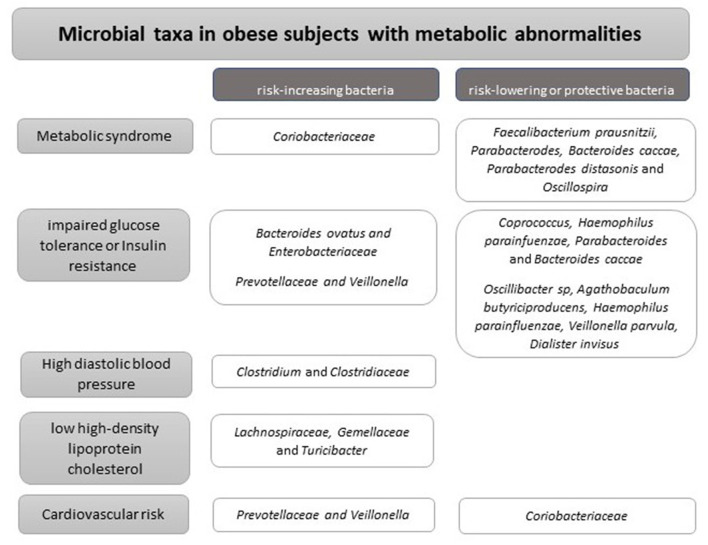 Microbial taxa in obese subjects with metabolic abnormalities
risk-increasing bacteria
risk-lowering or protective bacteria
Metabolic syndrome
Coriobacteriaceae
Faecalibacterium prausnitzii,
Parabacterodes, Bacteroides caccae,
Parabacterodes distasonis and
Oscillospira
impaired glucose
tolerance or Insulin
resistance
Bacteroides ovatus and
Enterobacteriaceae
Prevotellaceae and Veillonella
Coprococcus, Haemophilus
parainfuenzae, Parabacteroides
and Bacteroides caccae
Oscillibacter sp, Agathobaculum
butyriciproducens, Haemophilus
parainfluenzae, Veillonella parvula,
Dialister invisus
High diastolic blood
pressure
Clostridium and Clostridiaceae
low high-density
lipoprotein
cholesterol
Lachnospiraceae, Gemellaceae
and Turicibacter
Cardiovascular risk
Prevotellaceae and Veillonella
Coriobacteriaceae